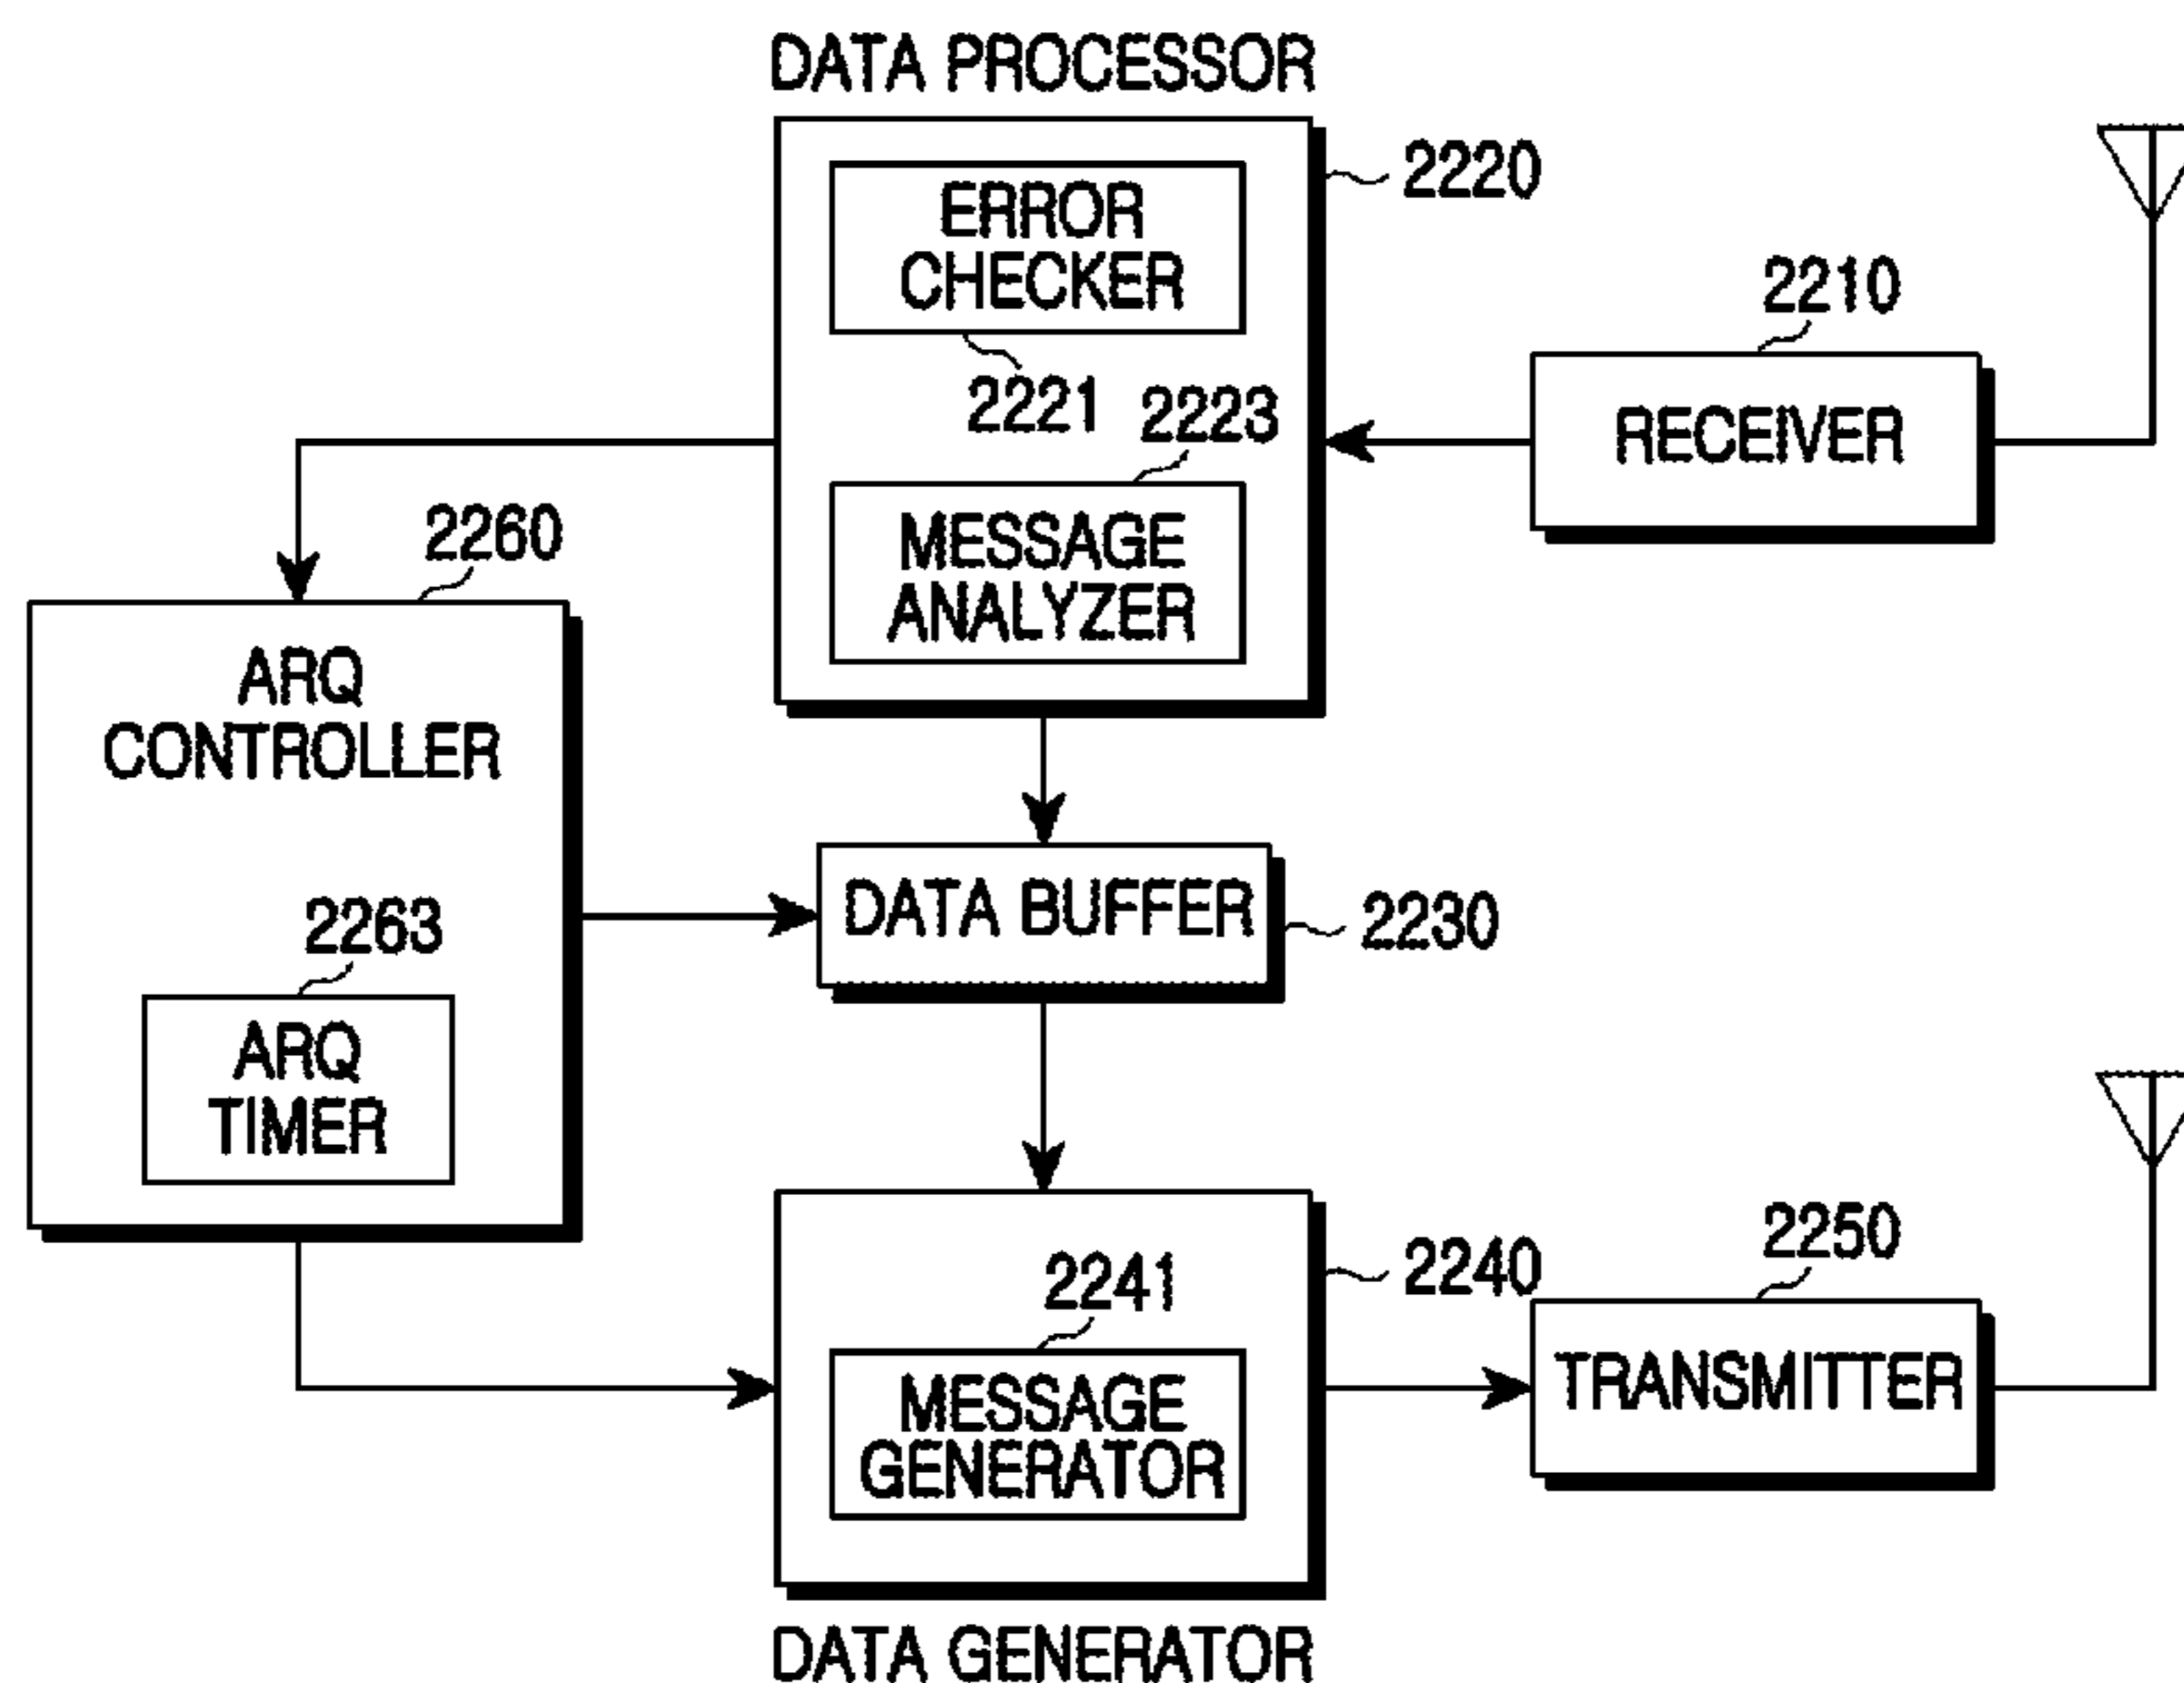 DATA PROCESSOR
2220
ERROR
CHECKER
2221
2223
MESSAGE
ANALYZER
2210
RECEIVER
2260
ARQ
CONTROLLER
2263
ARQ
TIMER
DATA BUFFER
2230
2240
2241
MESSAGE
GENERATOR
2250
TRANSMITTER
DATA GENERATOR